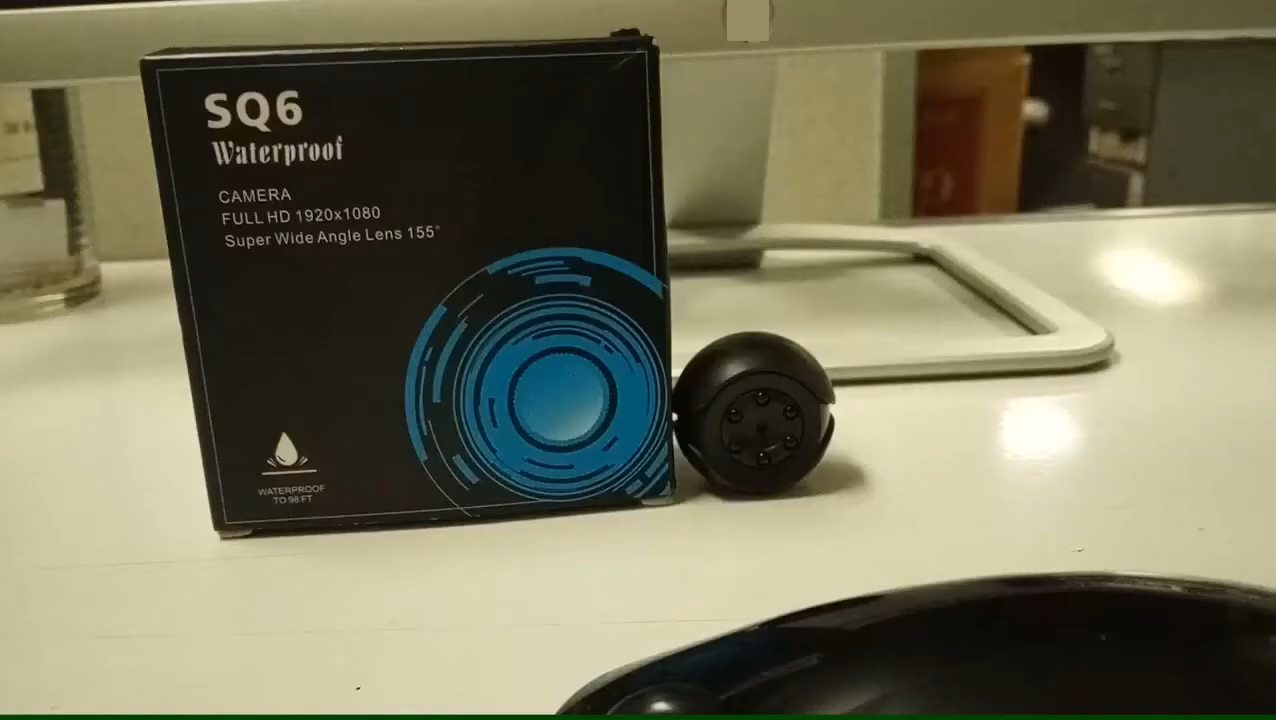 SQ6
Waterproof
CAMERA
FULL HD 1920x1080
Super Wide Angle Lens 155°
WATERPROOF
TO 98 FT